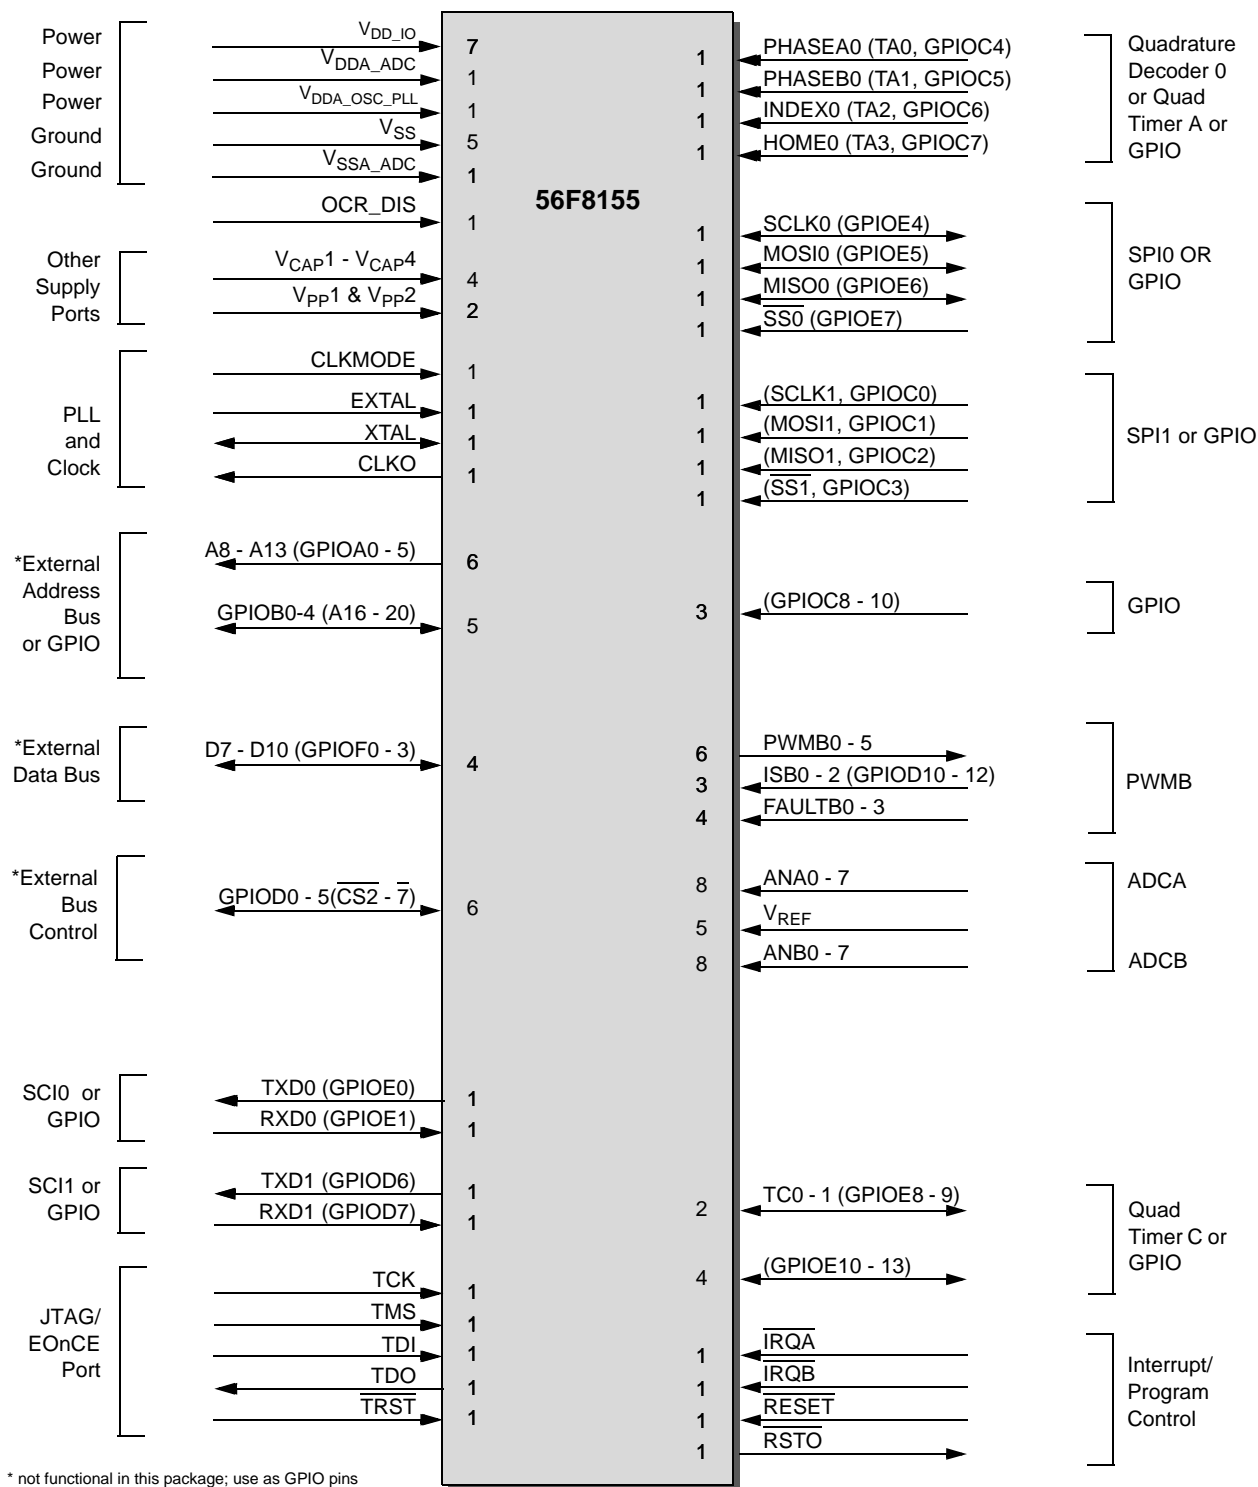 56F8155
Power
Power
Power
Ground
Ground
VDD_IO 7
VDDA_ADC 1
VDDA_OSC_PLL 1
VSS 5
VSSA_ADC 1
OCR_DIS 1
Other
Supply
Ports
VCAP1 - VCAP4 4
VPP1 & VPP2 2
PLL
and
Clock
CLKMODE 1
EXTAL 1
XTAL 1
CLKO 1
*External
Address
Bus
or GPIO
A8 - A13 (GPIOA0 - 5) 6
GPIOB0-4 (A16 - 20) 5
*External
Data Bus
D7 - D10 (GPIOF0 - 3) 4
*External
Bus
Control
GPIOD0 - 5(CS2 - 7) 6
SCI0 or
GPIO
TXD0 (GPIOE0) 1
RXD0 (GPIOE1) 1
SCI1 or
GPIO
TXD1 (GPIOD6) 1
RXD1 (GPIOD7) 1
JTAG/
EOnCE
Port
TCK 1
TMS 1
TDI 1
TDO 1
TRST 1
1 PHASEA0 (TA0, GPIOC4)
1 PHASEB0 (TA1, GPIOC5)
1 INDEX0 (TA2, GPIOC6)
1 HOME0 (TA3, GPIOC7)
Quadrature
Decoder 0
or Quad
Timer A or
GPIO
1 SCLK0 (GPIOE4)
1 MOSI0 (GPIOE5)
1 MISO0 (GPIOE6)
1 SS0 (GPIOE7)
SPI0 OR
GPIO
1 (SCLK1, GPIOC0)
1 (MOSI1, GPIOC1)
1 (MISO1, GPIOC2)
1 (SS1, GPIOC3)
SPI1 or GPIO
3 (GPIOC8 - 10)
GPIO
6 PWMB0 - 5
3 ISB0 - 2 (GPIOD10 - 12)
4 FAULTB0 - 3
PWMB
8 ANA0 - 7
5 VREF
8 ANB0 - 7
ADCA
ADCB
2 TC0 - 1 (GPIOE8 - 9)
4 (GPIOE10 - 13)
Quad
Timer C or
GPIO
1 IRQA
1 IRQB
1 RESET
1 RSTO
Interrupt/
Program
Control
* not functional in this package; use as GPIO pins